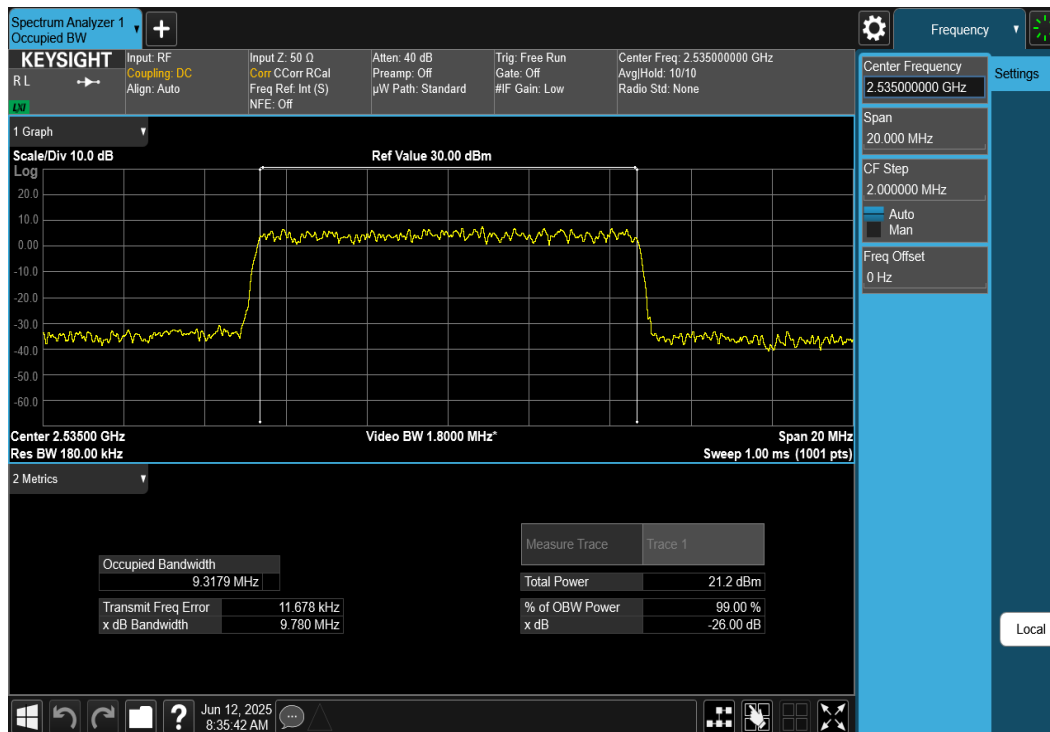 Spectrum Analyzer 1
Occupied BW
Frequency
KEYSIGHT
R L
LXI
Input: RF
Coupling: DC
Align: Auto
Input Z: 50 Ω
Corr CCorr RCal
Freq Ref: Int (S)
NFE: Off
Atten: 40 dB
Preamp: Off
µW Path: Standard
Trig: Free Run
Gate: Off
#IF Gain: Low
Center Freq: 2.535000000 GHz
Avg|Hold: 10/10
Radio Std: None
Center Frequency
2.535000000 GHz
Settings
Span
20.000 MHz
CF Step
2.000000 MHz
Auto
Man
Freq Offset
0 Hz
1 Graph
Scale/Div 10.0 dB
Ref Value 30.00 dBm
Log
20.0
10.0
0.00
-10.0
-20.0
-30.0
-40.0
-50.0
-60.0
Center 2.53500 GHz
Video BW 1.8000 MHz*
Span 20 MHz
Res BW 180.00 kHz
Sweep 1.00 ms (1001 pts)
2 Metrics
Measure Trace
Trace 1
Occupied Bandwidth
9.3179 MHz
Total Power
21.2 dBm
Transmit Freq Error
11.678 kHz
% of OBW Power
99.00 %
x dB Bandwidth
9.780 MHz
x dB
-26.00 dB
Local
?
Jun 12, 2025
8:35:42 AM